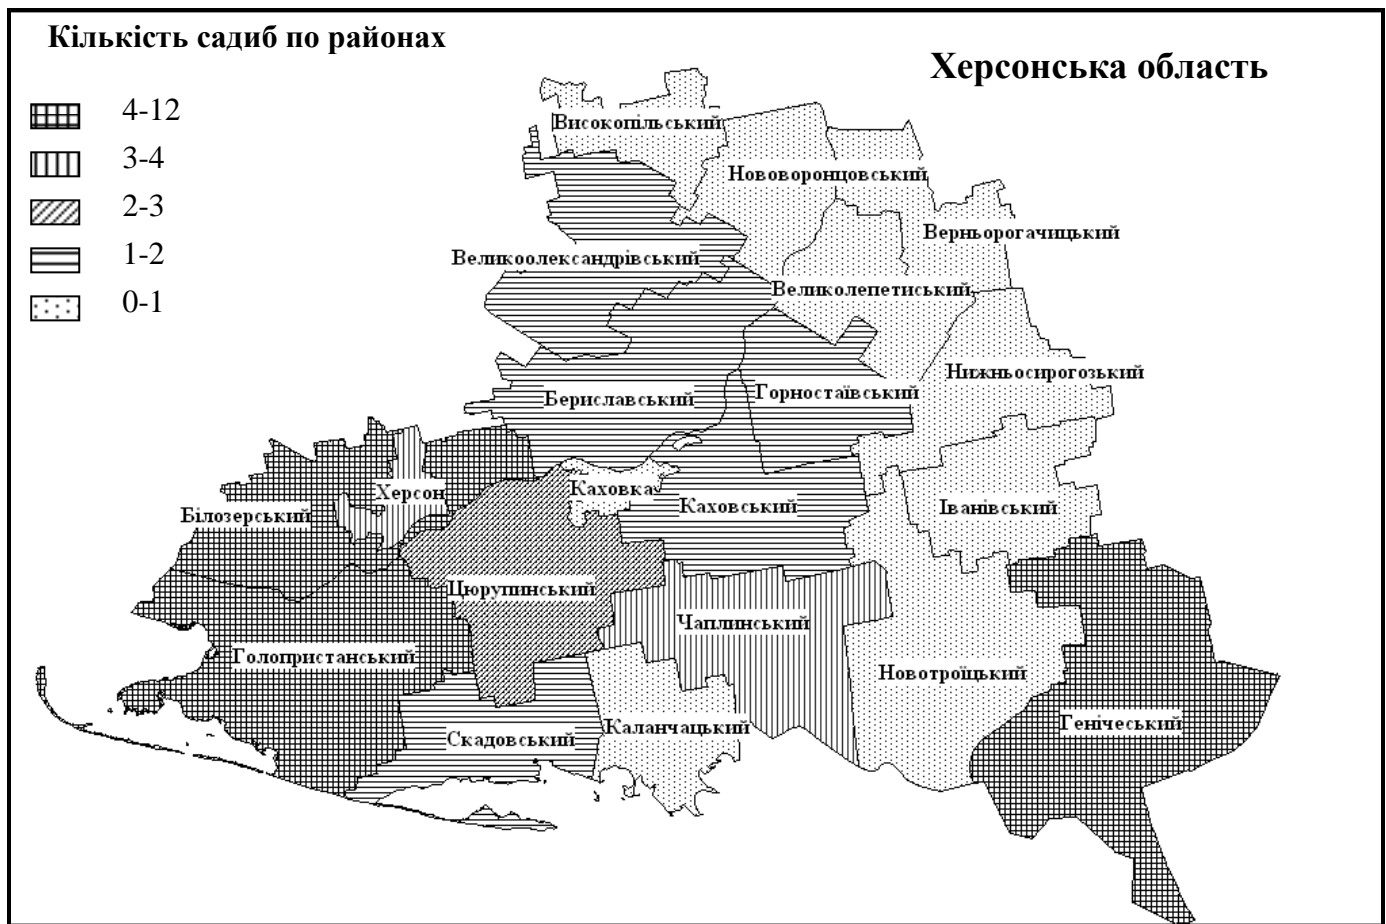 Кількість садиб по районах
Херсонська область
4-12
3-4
2-3
1-2
0-1
Високопільський
Нововоронцовський
Верньорогачицький
Великоолександрівський
Великолепетиський
Нижньосирогозький
Бериславський
Горностаївський
Херсон
Каховка
Каховський
Іванівський
Білозерський
Цюрупинський
Чаплинський
Голопристанський
Новотроїцький
Генічеський
Скадовський
Каланчацький